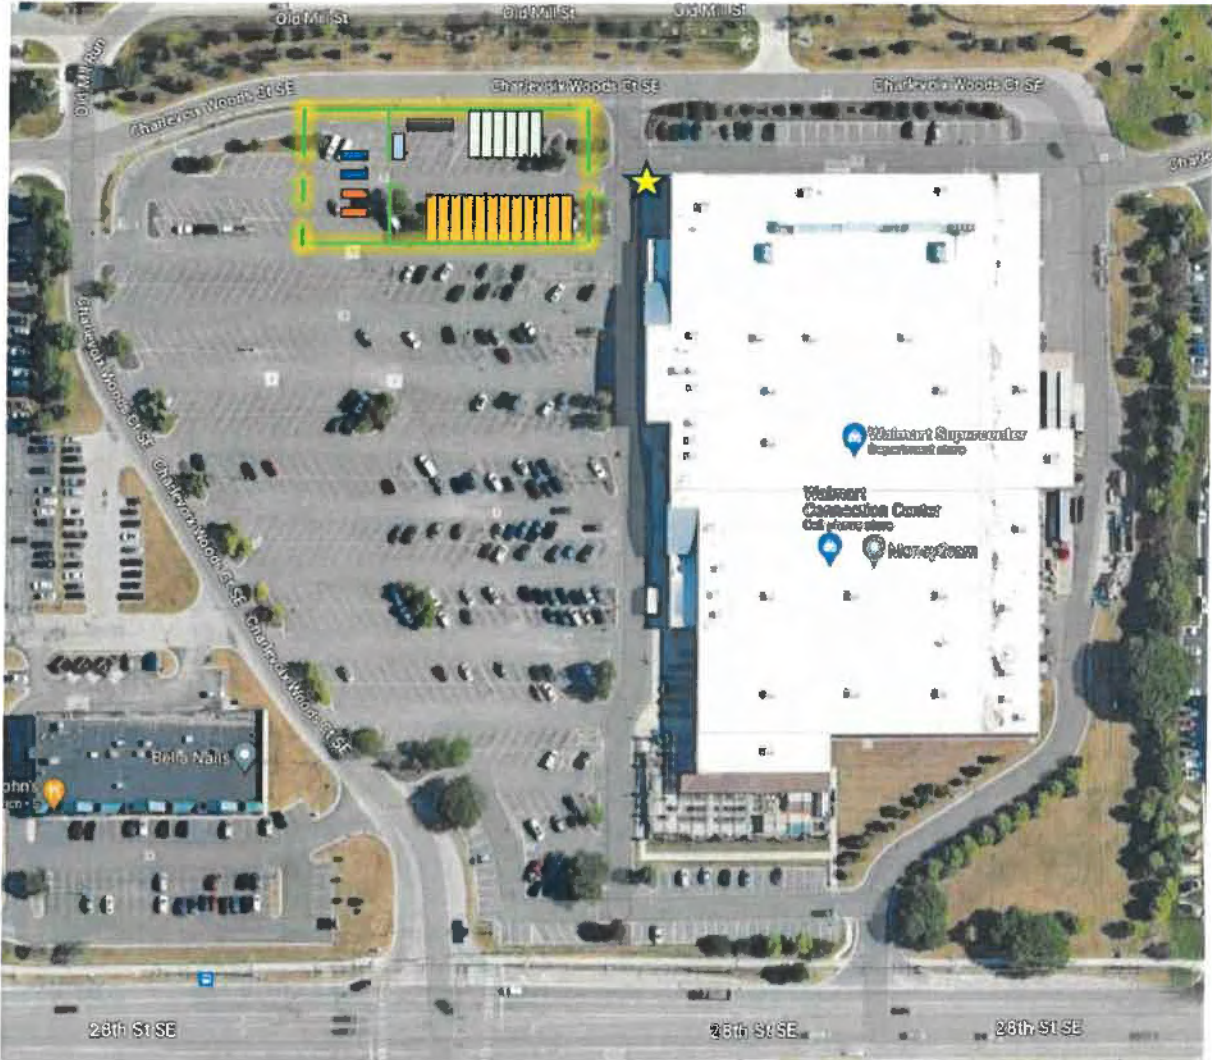 Old Mill St
Old Mill St
Old Mill St
Old Mill Run
Charlevoix Woods Ct SE
Charlevoix Woods Ct SE
Charlevoix Woods Ct SE
Charlevoix Woods Ct SE
Charlevoix Woods Ct SE
Charlevoix Woods Ct SE
Walmart Supercenter
Department store
Walmart
Connection Center
Cell phone store
MoneyGram
Bella Nails
ohn's
28th St SE
28th St SE
28th St SE